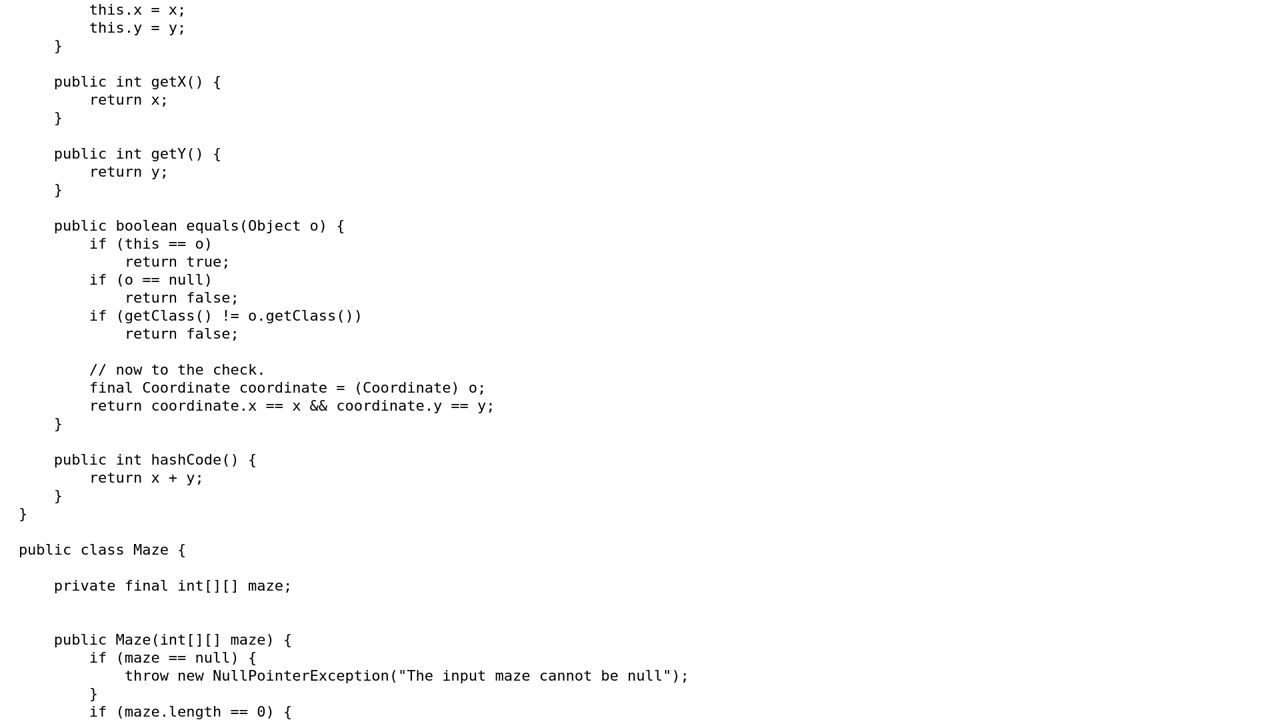 this.x = x;
this.y = y;
}
public int getX() {
return x;
}
public int getY() {
return y;
}
public boolean equals(Object o) {
if (this == o)
return true;
if (o == null)
return false;
if (getClass() != o.getClass())
return false;
// now to the check.
final Coordinate coordinate = (Coordinate) o;
return coordinate.x == x && coordinate.y == y;
}
public int hashCode() {
return x + y;
}
}
public class Maze {
private final int[][] maze;
public Maze(int[][] maze) {
if (maze == null) {
throw new NullPointerException("The input maze cannot be null");
}
if (maze.length == 0) {